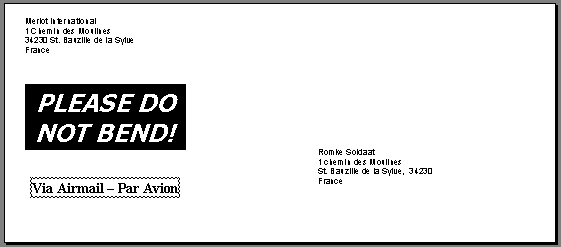 Merlot International
1 Chemin des Moulines
34230 St. Bauzille de la Sylve
France
PLEASE DO
NOT BEND!
Via Airmail – Par Avion
Romke Soldaat
1 chemin des Moulines
St. Bauzille de la Sylve, 34230
France